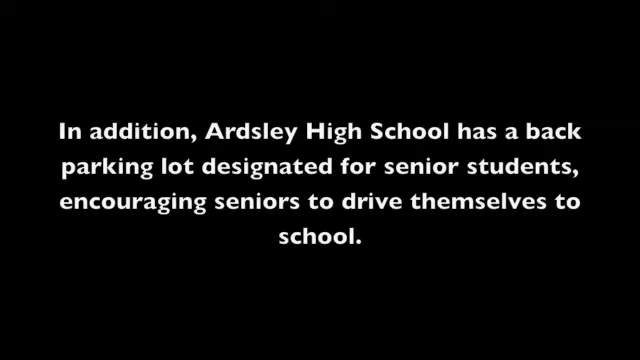 In addition, Ardsley High School has a back
parking lot designated for senior students,
encouraging seniors to drive themselves to
school.